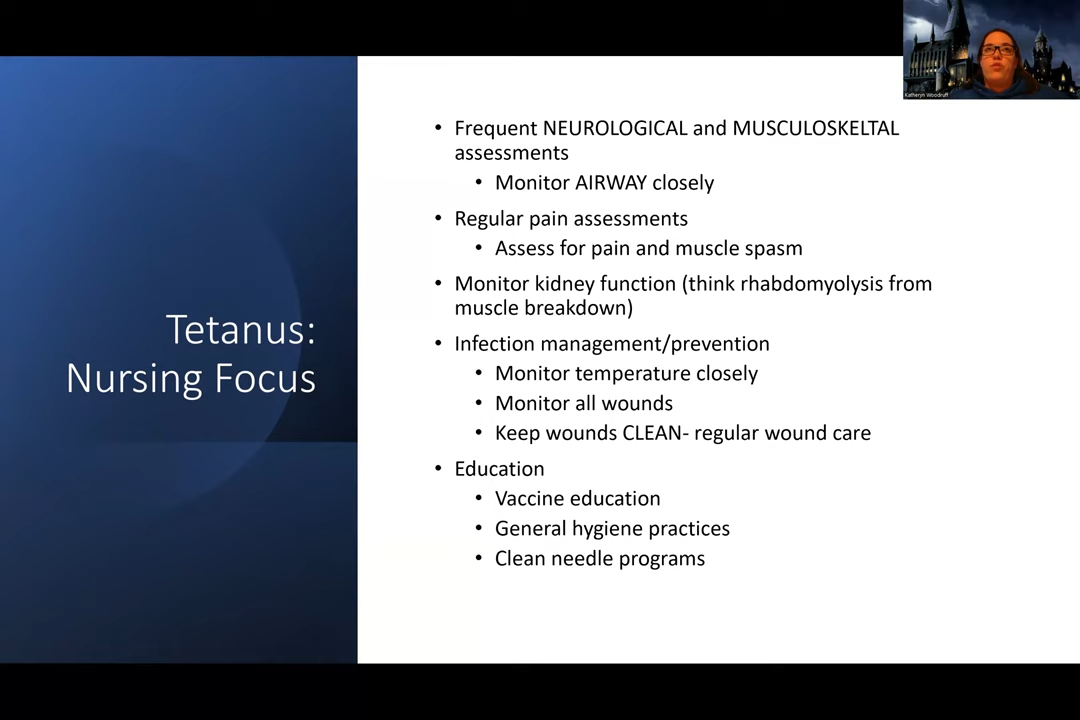 Katheryn Woodruff
Tetanus:
Nursing Focus
• Frequent NEUROLOGICAL and MUSCULOSKELTAL
assessments
• Monitor AIRWAY closely
• Regular pain assessments
• Assess for pain and muscle spasm
• Monitor kidney function (think rhabdomyolysis from
muscle breakdown)
• Infection management/prevention
• Monitor temperature closely
• Monitor all wounds
• Keep wounds CLEAN- regular wound care
• Education
• Vaccine education
• General hygiene practices
• Clean needle programs